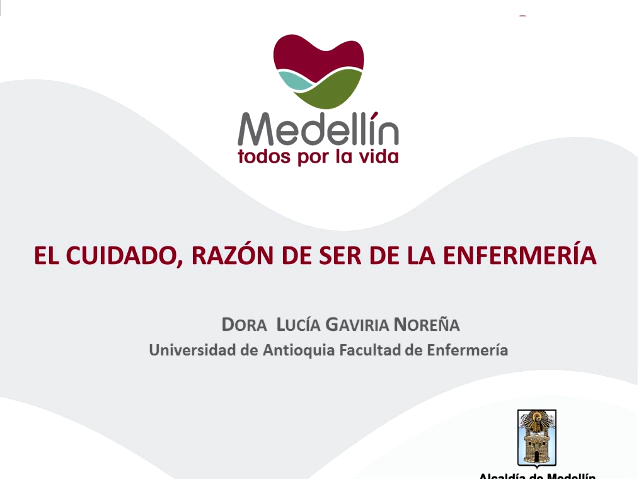 Medellín
todos por la vida
EL CUIDADO, RAZÓN DE SER DE LA ENFERMERÍA
DORA LUCÍA GAVIRIA NOREÑA
Universidad de Antioquia Facultad de Enfermería
Alcaldía de Medellín